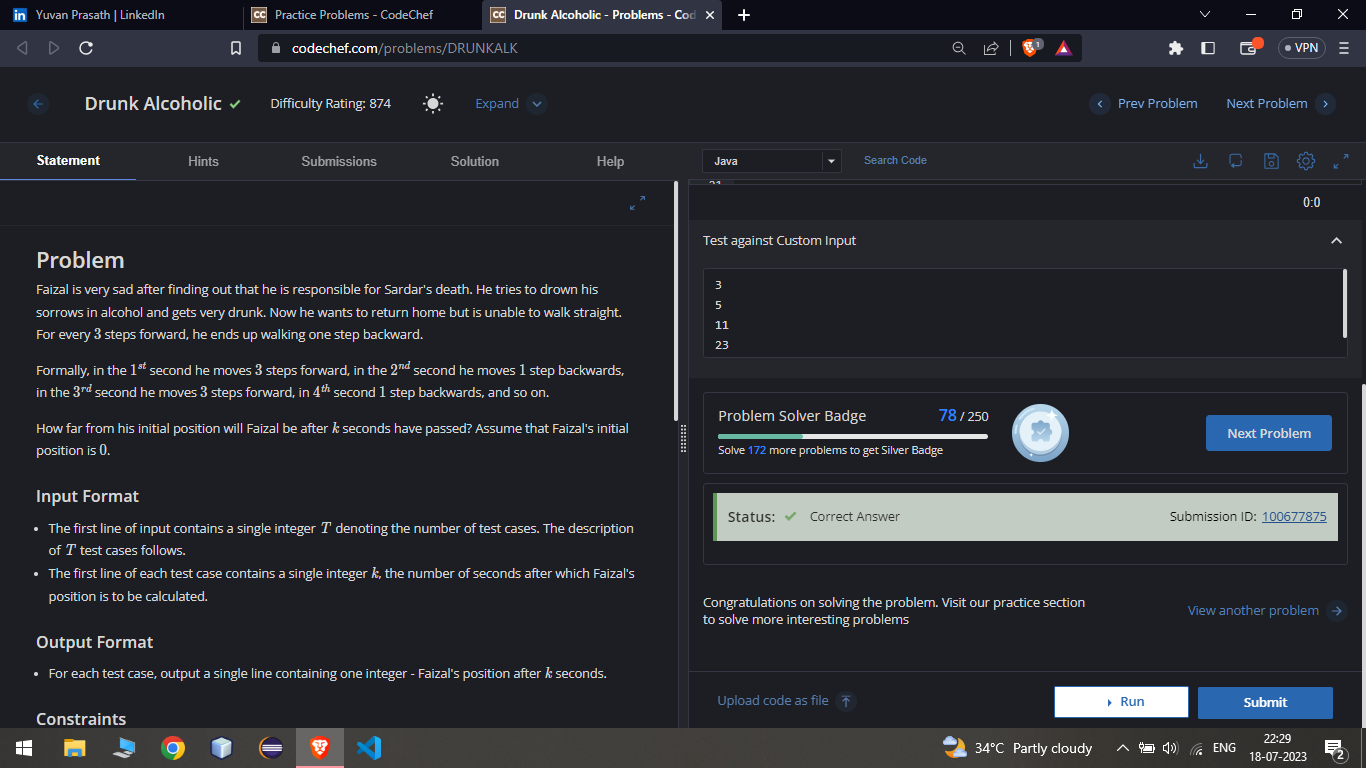 Yuvan Prasath | LinkedIn
Practice Problems - CodeChef
Drunk Alcoholic - Problems - Cod
codechef.com/problems/DRUNKALK
1
VPN
Drunk Alcoholic
Difficulty Rating: 874
Expand
Prev Problem
Next Problem
Statement
Hints
Submissions
Solution
Help
Java
Search Code
Problem
Faizal is very sad after finding out that he is responsible for Sardar's death. He tries to drown his
sorrows in alcohol and gets very drunk. Now he wants to return home but is unable to walk straight.
For every 3 steps forward, he ends up walking one step backward.
Formally, in the 1st second he moves 3 steps forward, in the 2nd second he moves 1 step backwards,
in the 3rd second he moves 3 steps forward, in 4th second 1 step backwards, and so on.
How far from his initial position will Faizal be after k seconds have passed? Assume that Faizal's initial
position is 0.
Input Format
• The first line of input contains a single integer T denoting the number of test cases. The description
of T test cases follows.
• The first line of each test case contains a single integer k, the number of seconds after which Faizal's
position is to be calculated.
Output Format
• For each test case, output a single line containing one integer - Faizal's position after k seconds.
Constraints
21
0:0
Test against Custom Input
3
5
11
23
Problem Solver Badge
78 / 250
Solve 172 more problems to get Silver Badge
Next Problem
Status:
Correct Answer
Submission ID: 100677875
Congratulations on solving the problem. Visit our practice section
to solve more interesting problems
View another problem
Upload code as file
Run
Submit
34°C Partly cloudy
ENG
22:29
18-07-2023
2